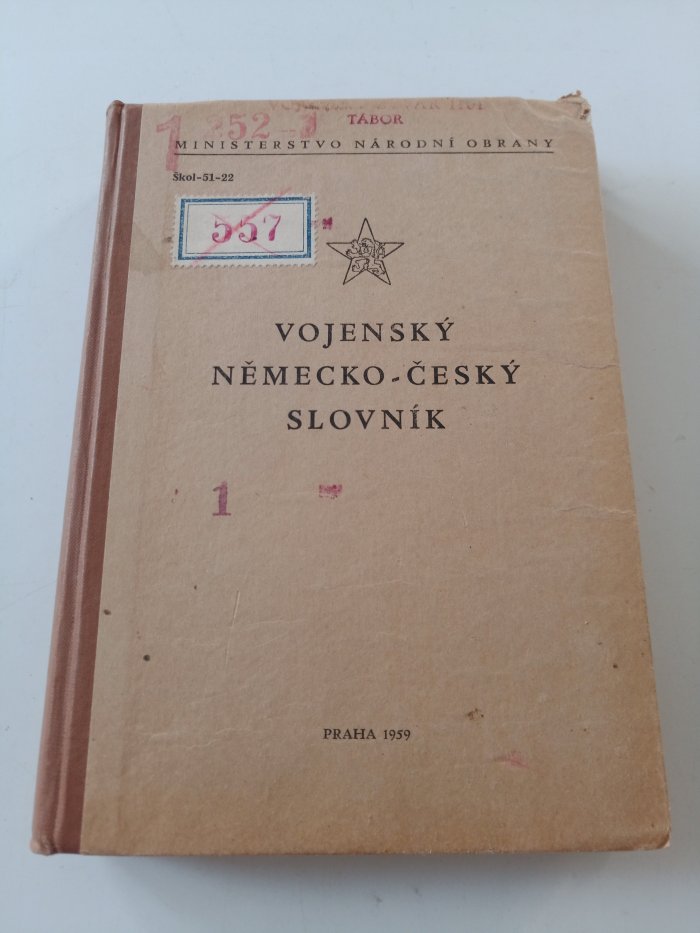 TÁBOR
1 252-1
MINISTERSTVO NÁRODNÍ OBRANY
Škol-51-22
557
VOJENSKÝ
NĚMECKO-ČESKÝ
SLOVNÍK
1
PRAHA 1959